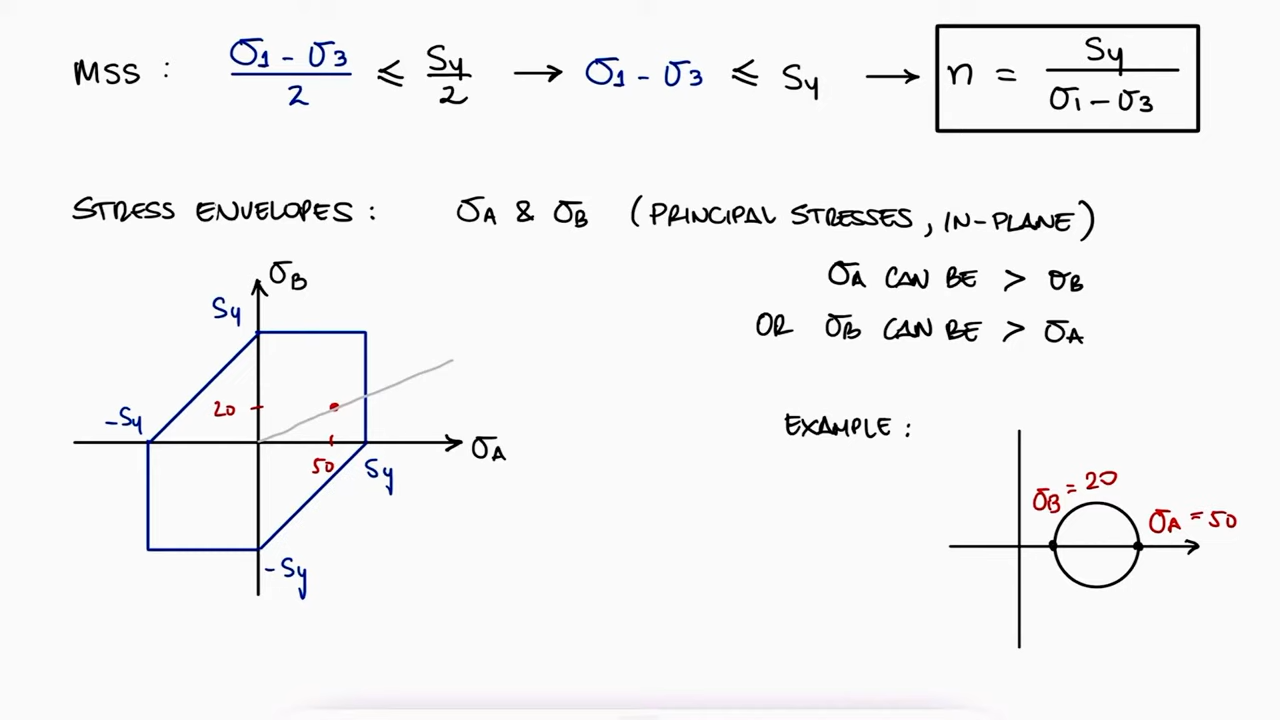 MSS : σ1 - σ3 / 2 ≤ Sy / 2 → σ1 - σ3 ≤ Sy → n = Sy / σ1 - σ3
STRESS ENVELOPES : σA & σB (PRINCIPAL STRESSES, IN-PLANE)
σA CAN BE > σB
OR σB CAN BE > σA
σB
Sy
20
-Sy
50
Sy
σA
-Sy
EXAMPLE :
σB = 20
σA = 50